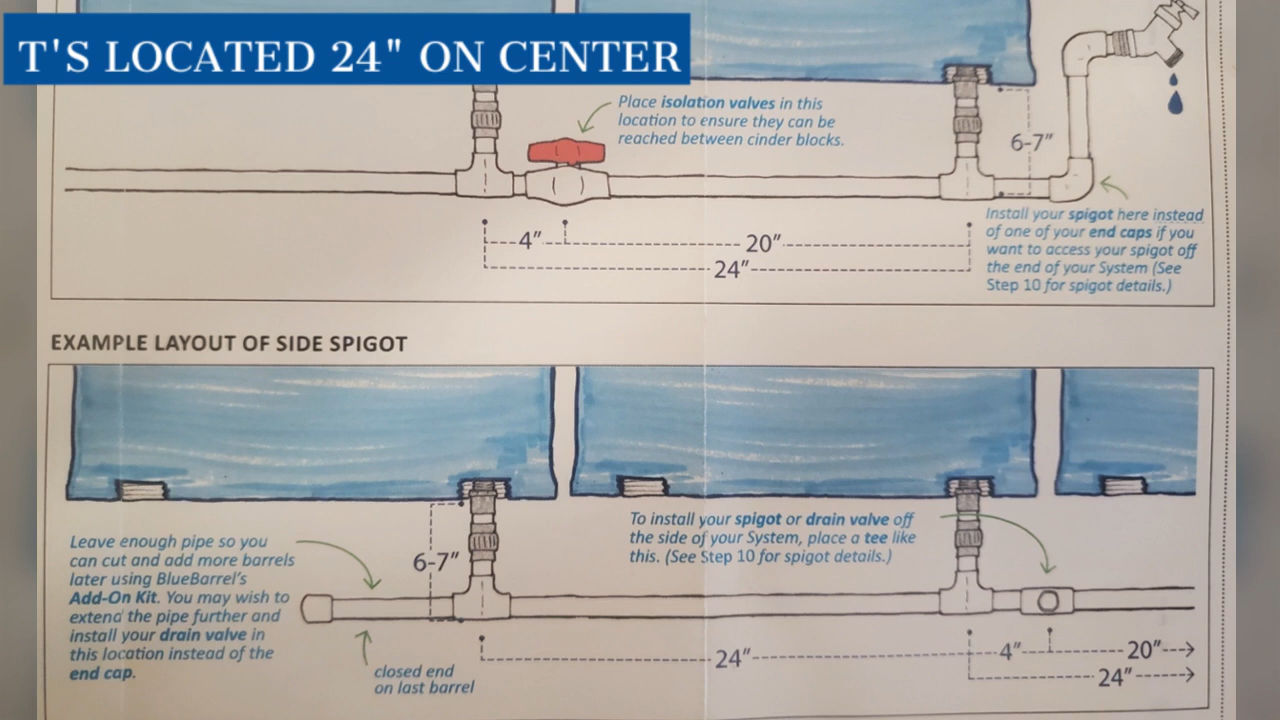 T'S LOCATED 24" ON CENTER
Place isolation valves in this
location to ensure they can be
reached between cinder blocks.
6-7"
Install your spigot here instead
of one of your end caps if you
want to access your spigot off
the end of your System (See
Step 10 for spigot details.)
4"
20"
24"
EXAMPLE LAYOUT OF SIDE SPIGOT
Leave enough pipe so you
can cut and add more barrels
later using BlueBarrel's
Add-On Kit. You may wish to
extend the pipe further and
install your drain valve in
this location instead of the
end cap.
6-7"
To install your spigot or drain valve off
the side of your System, place a tee like
this. (See Step 10 for spigot details.)
closed end
on last barrel
24"
4"
20"
24"